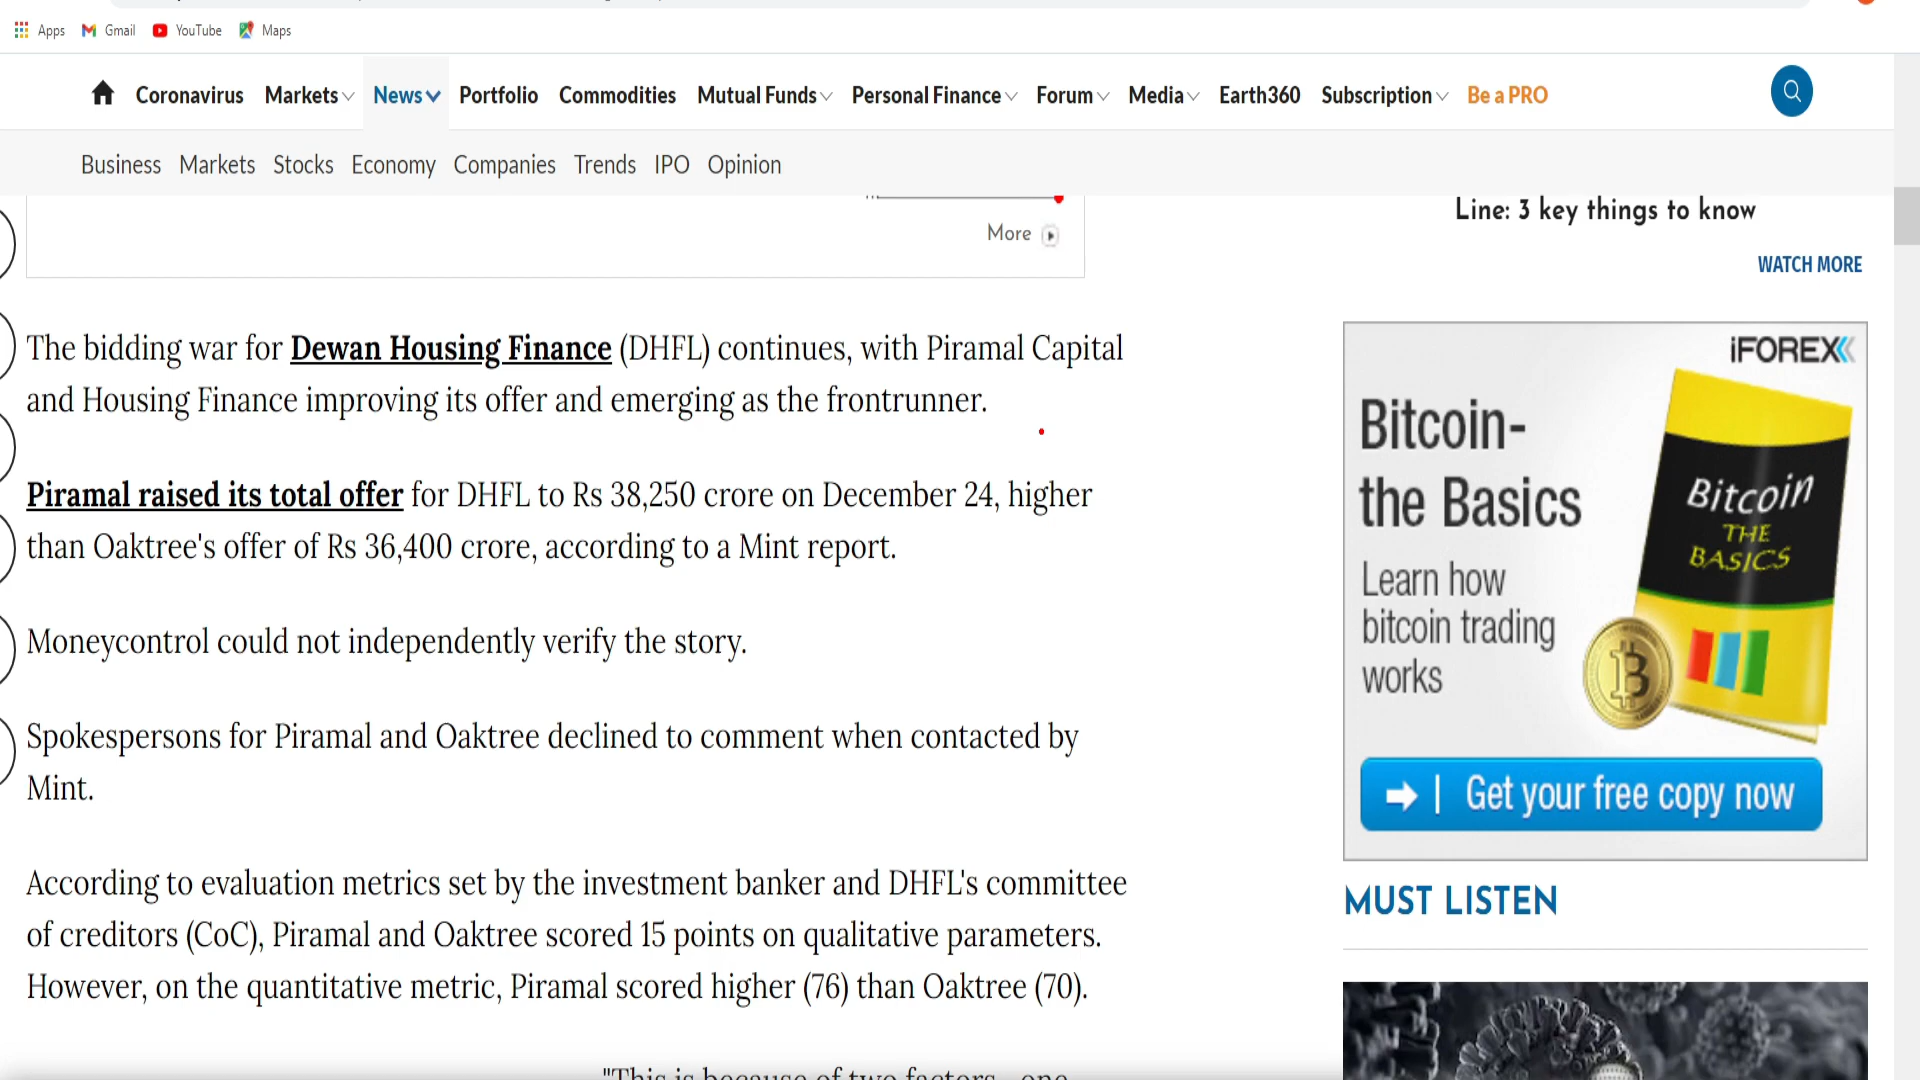 Apps Gmail YouTube Maps
Coronavirus Markets News Portfolio Commodities Mutual Funds Personal Finance Forum Media Earth360 Subscription Be a PRO
Business Markets Stocks Economy Companies Trends IPO Opinion
More
The bidding war for Dewan Housing Finance (DHFL) continues, with Piramal Capital
and Housing Finance improving its offer and emerging as the frontrunner.
Piramal raised its total offer for DHFL to Rs 38,250 crore on December 24, higher
than Oaktree's offer of Rs 36,400 crore, according to a Mint report.
Moneycontrol could not independently verify the story.
Spokespersons for Piramal and Oaktree declined to comment when contacted by
Mint.
According to evaluation metrics set by the investment banker and DHFL's committee
of creditors (CoC), Piramal and Oaktree scored 15 points on qualitative parameters.
However, on the quantitative metric, Piramal scored higher (76) than Oaktree (70).
"This is because of two factors - one
Line: 3 key things to know
WATCH MORE
iFOREX
Bitcoin-
the Basics
Learn how
bitcoin trading
works
Bitcoin
THE
BASICS
Get your free copy now
MUST LISTEN